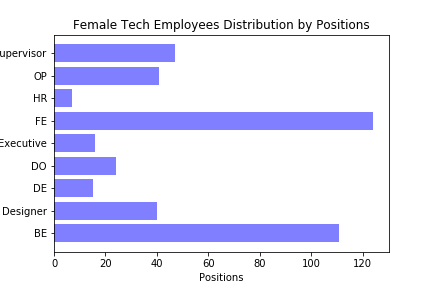 Female Tech Employees Distribution by Positions
upervisor
OP
HR
FE
Executive
DO
DE
Designer
BE
0 20 40 60 80 100 120
Positions